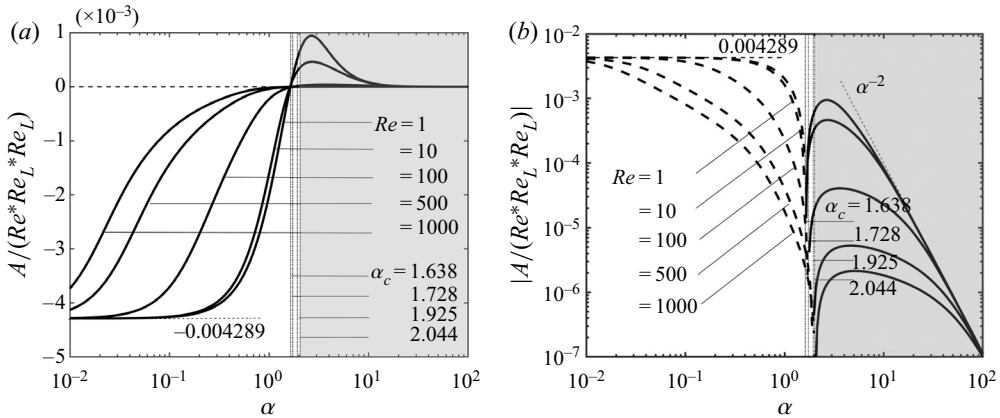 (×10⁻³)
(a)
1
0
−1
−2
−3
−4
−5
A/(Re* Re_L* Re_L)
Re = 1
= 10
= 100
= 500
= 1000
α_c = 1.638
1.728
1.925
2.044
−0.004289
10⁻² 10⁻¹ 10⁰ 10¹ 10²
α
(b)
10⁻²
10⁻³
10⁻⁴
10⁻⁵
10⁻⁶
10⁻⁷
|A/(Re* Re_L* Re_L)|
0.004289
α⁻²
Re = 1
= 10
= 100
= 500
= 1000
α_c = 1.638
1.728
1.925
2.044
10⁻² 10⁻¹ 10⁰ 10¹ 10²
α